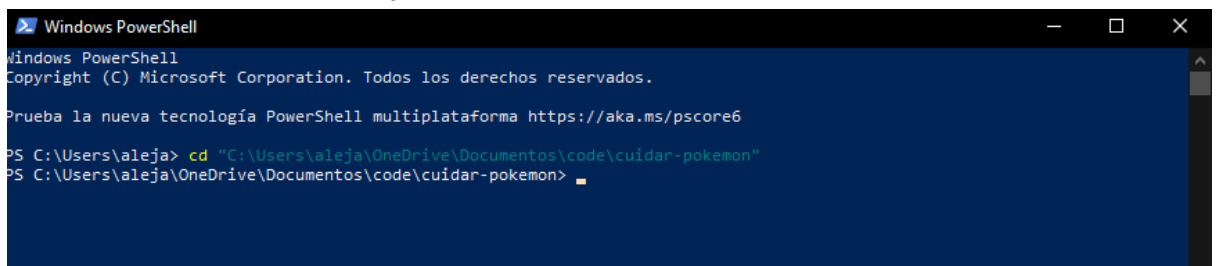 Windows PowerShell
Windows PowerShell
Copyright (C) Microsoft Corporation. Todos los derechos reservados.
Prueba la nueva tecnología PowerShell multiplataforma https://aka.ms/pscore6
PS C:\Users\aleja> cd "C:\Users\aleja\OneDrive\Documentos\code\cuidar-pokemon"
PS C:\Users\aleja\OneDrive\Documentos\code\cuidar-pokemon>